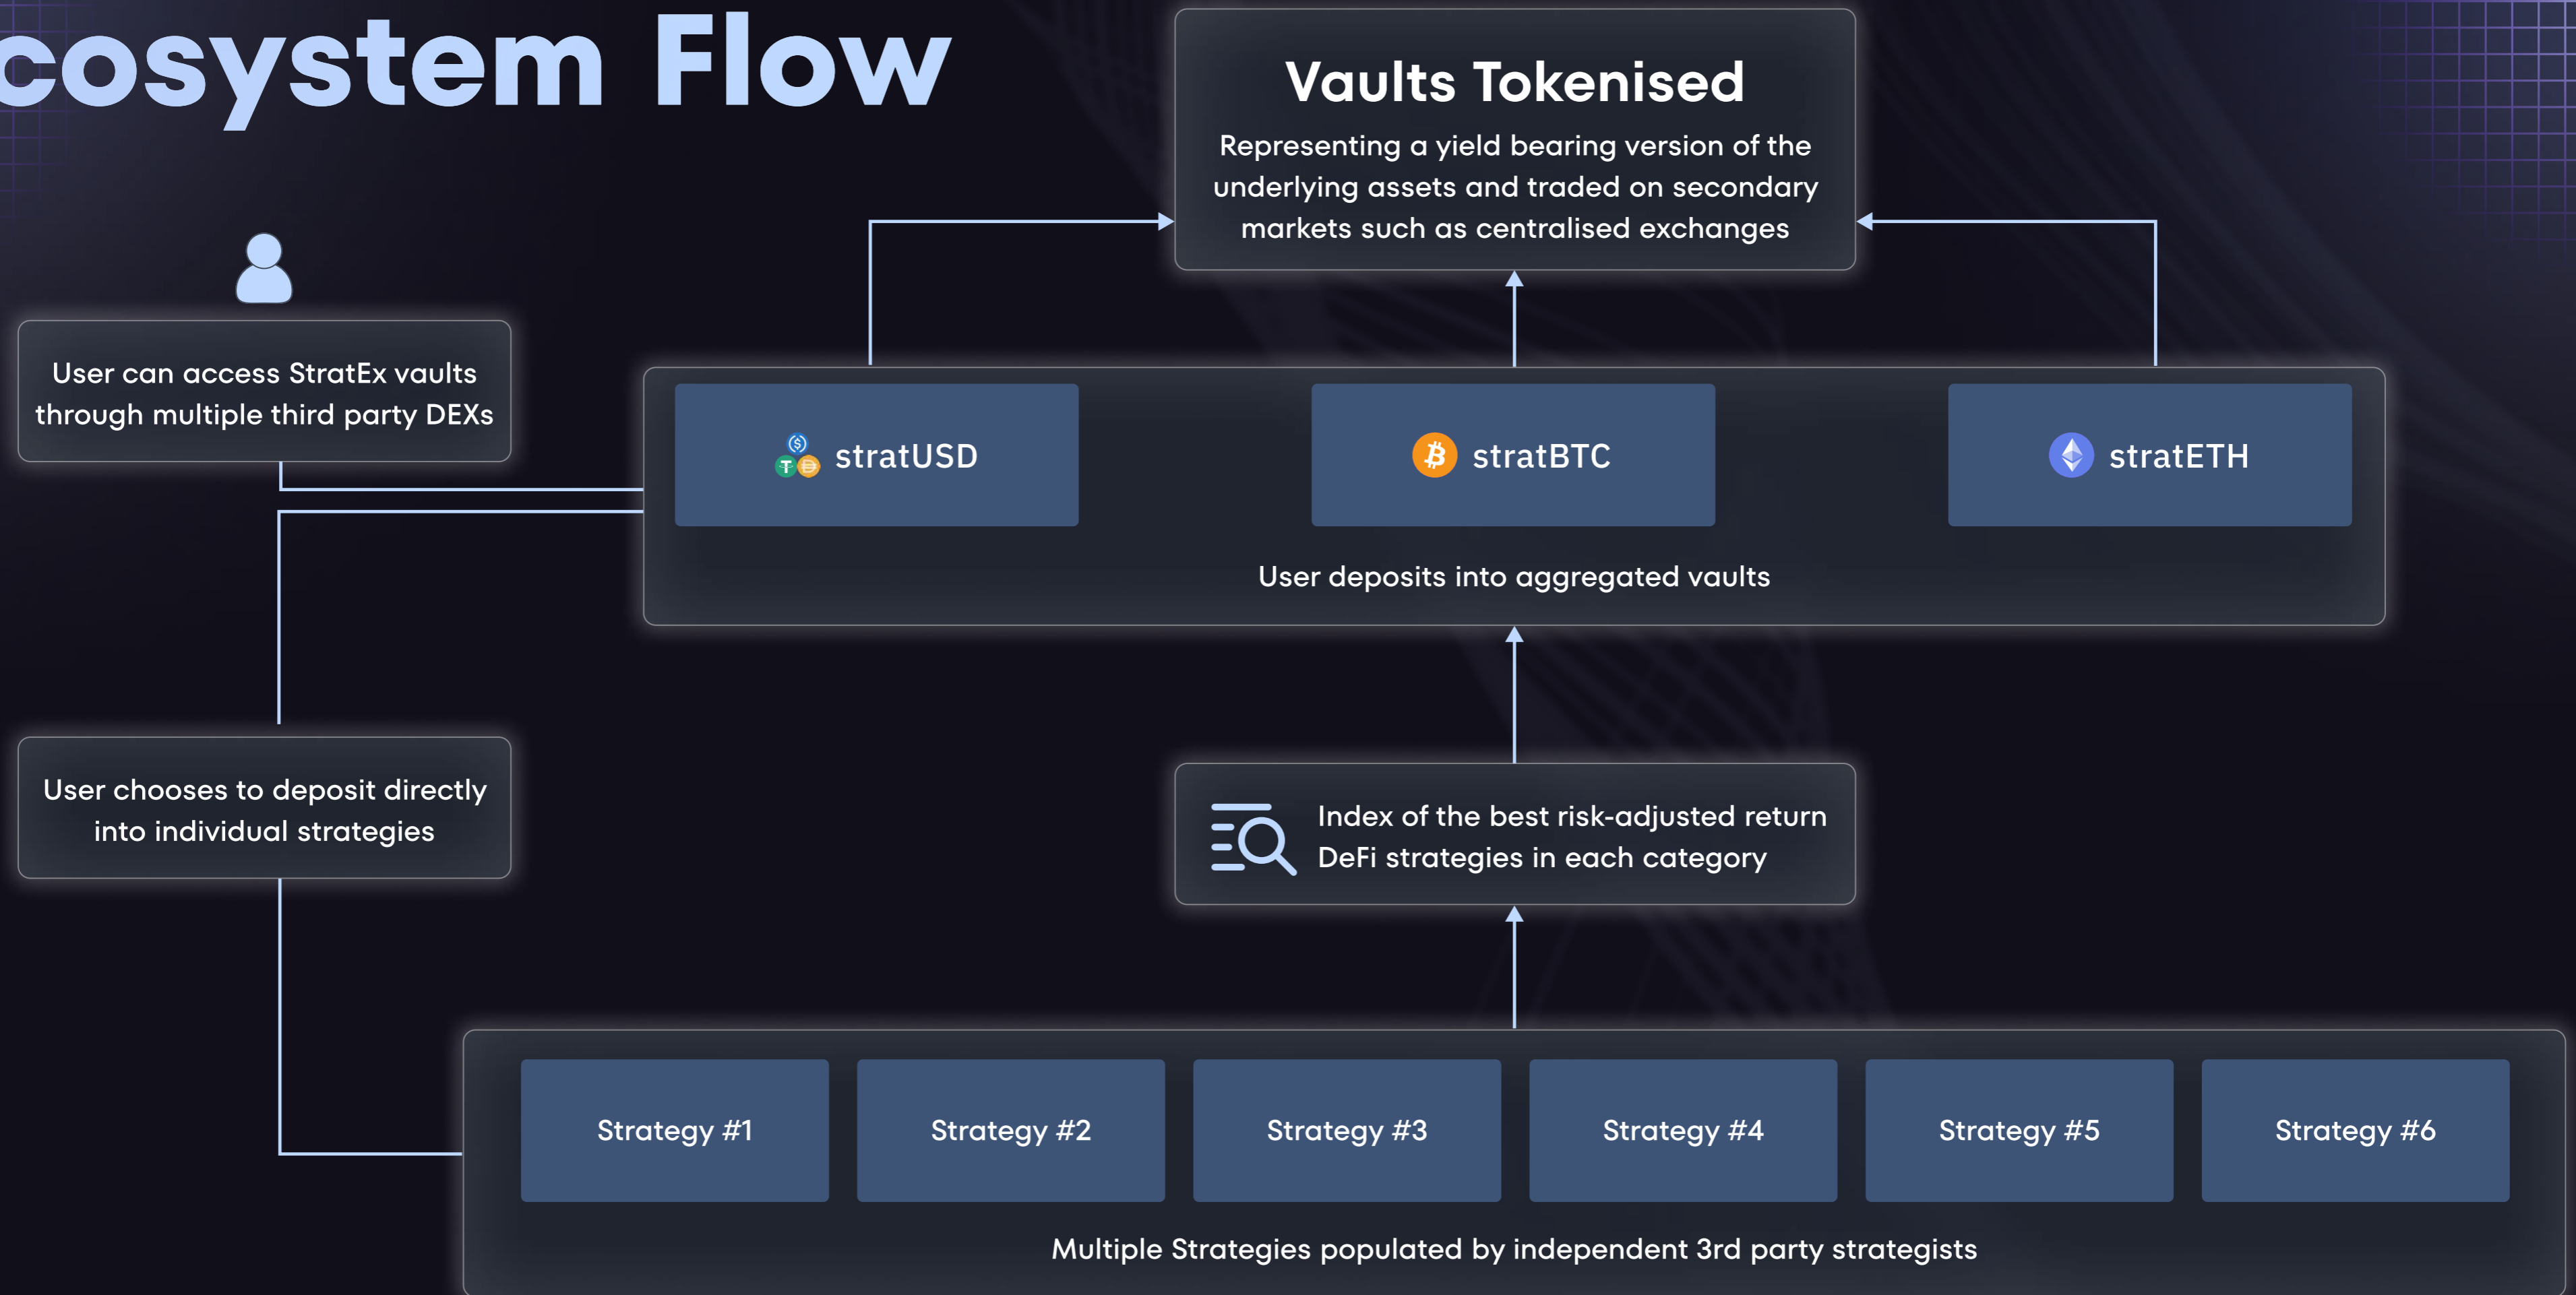 cosystem Flow
Vaults Tokenised
Representing a yield bearing version of the
underlying assets and traded on secondary
markets such as centralised exchanges
User can access StratEx vaults
through multiple third party DEXs
stratUSD
stratBTC
stratETH
User deposits into aggregated vaults
User chooses to deposit directly
into individual strategies
Index of the best risk-adjusted return
DeFi strategies in each category
Strategy #1
Strategy #2
Strategy #3
Strategy #4
Strategy #5
Strategy #6
Multiple Strategies populated by independent 3rd party strategists